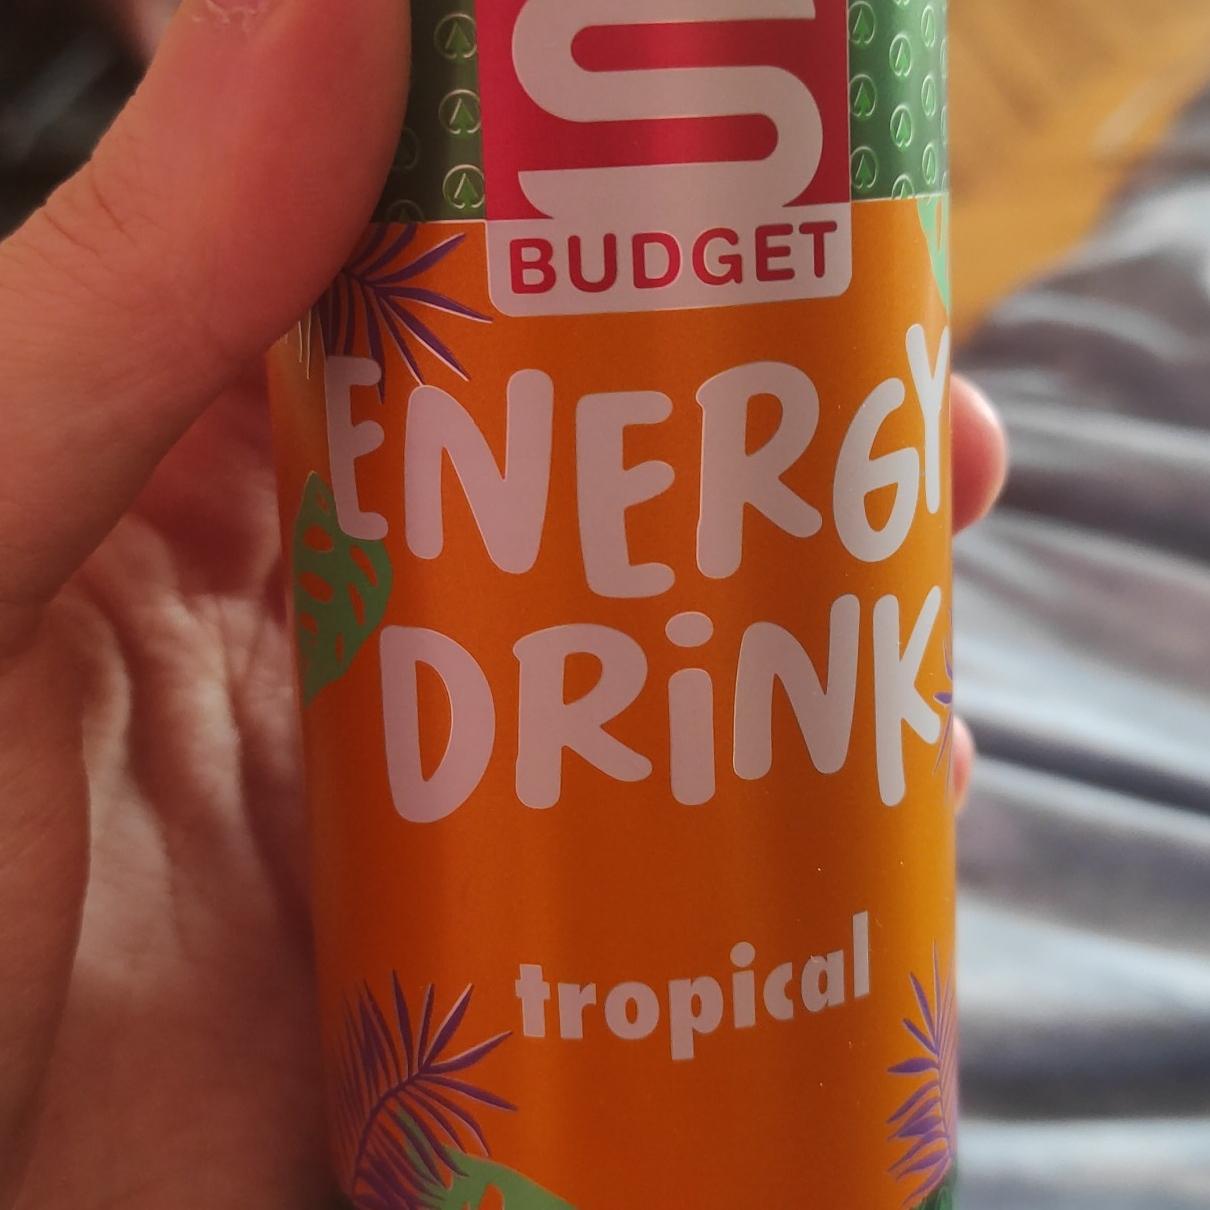 S
BUDGET
ENERGY
DRiNK
tropical